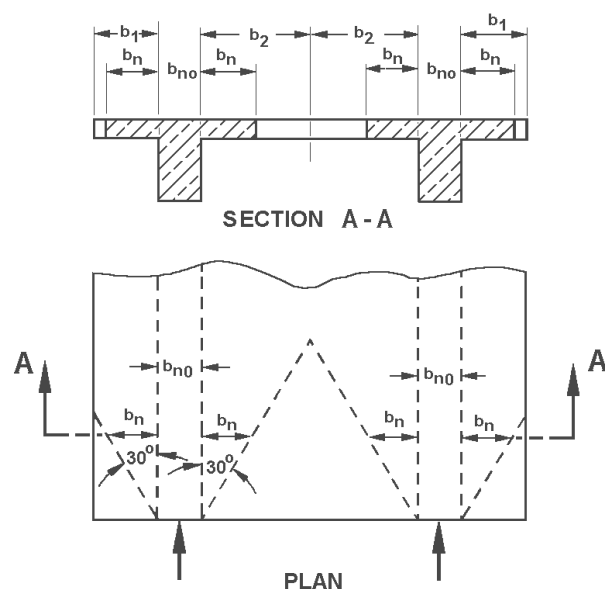 b1 b2 b2 b1
bn bno bn bn bno bn
SECTION A - A
A A
bn0 bn0
bn bn bn bn
30° 30°
PLAN